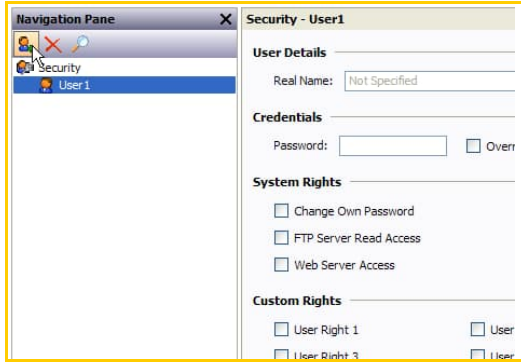 Navigation Pane
Security
User1
Security - User1
User Details
Real Name: Not Specified
Credentials
Password: Overr
System Rights
Change Own Password
FTP Server Read Access
Web Server Access
Custom Rights
User Right 1 User
User Right 3 User